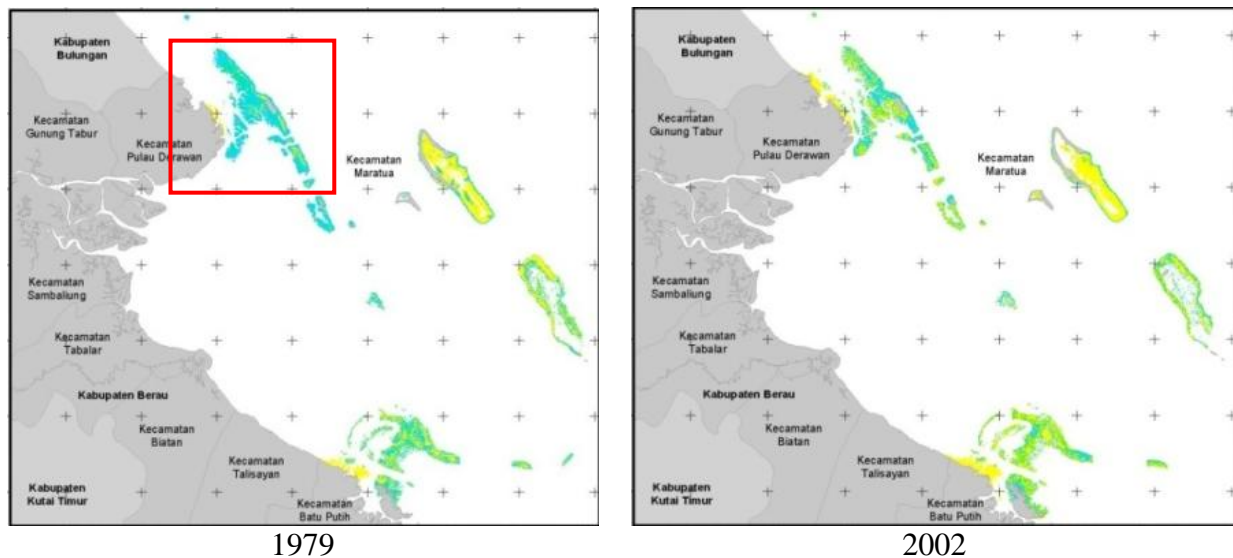 Kabupaten
Bulungan
Kecamatan
Gunung Tabur
Kecamatan
Pulau Derawan
Kecamatan
Maratua
Kecamatan
Sambaliung
Kecamatan
Tabalar
Kabupaten Berau
Kecamatan
Biatan
Kecamatan
Talisayan
Kabupaten
Kutai Timur
Kecamatan
Batu Putih
1979
Kabupaten
Bulungan
Kecamatan
Gunung Tabur
Kecamatan
Pulau Derawan
Kecamatan
Maratua
Kecamatan
Sambaliung
Kecamatan
Tabalar
Kabupaten Berau
Kecamatan
Biatan
Kecamatan
Talisayan
Kabupaten
Kutai Timur
Kecamatan
Batu Putih
2002